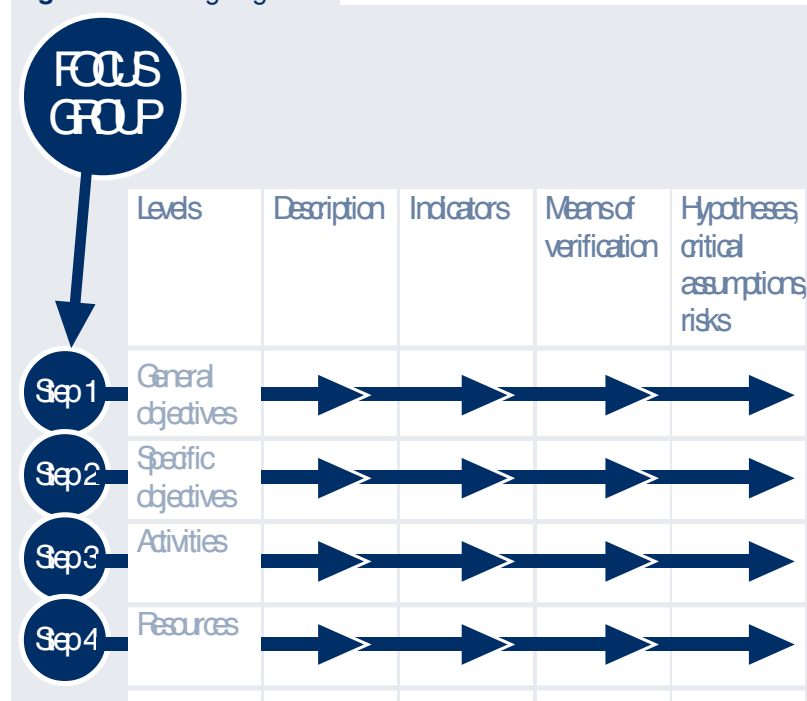 FOCUS
GROUP
Levels
Description
Indicators
Means of
verification
Hypotheses,
critical
assumptions,
risks
Step 1
General
objectives
Step 2
Specific
objectives
Step 3
Activities
Step 4
Resources